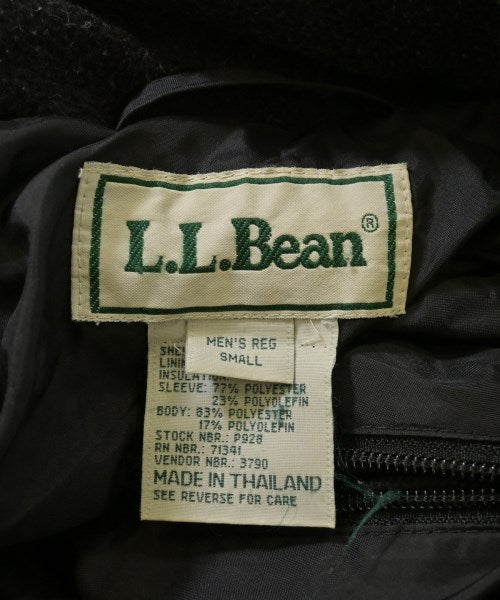 L.L.Bean®
MEN'S REG
SMALL
INSULATION:
SLEEVE: 77% POLYESTER
23% POLYOLEFIN
BODY: 83% POLYESTER
17% POLYOLEFIN
STOCK NBR.: P928
RN NBR.: 71341
VENDOR NBR.: 3790
MADE IN THAILAND
SEE REVERSE FOR CARE